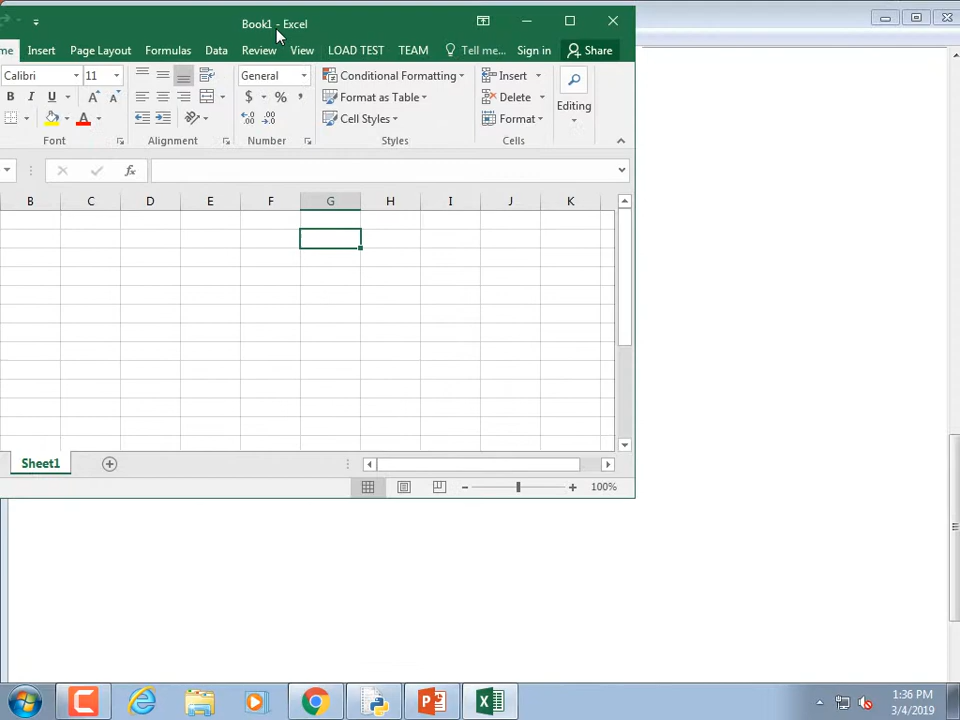 Book1 - Excel
me Insert Page Layout Formulas Data Review View LOAD TEST TEAM Tell me... Sign in Share
Calibri 11 General Conditional Formatting Insert
B I U A A $ % , Format as Table Delete Editing
A Cell Styles Format
Font Alignment Number Styles Cells
fx
B C D E F G H I J K
Sheet1
100%
1:36 PM
3/4/2019